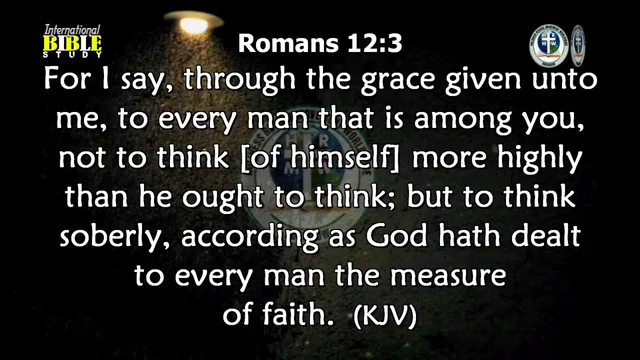 International
BIBLE
STUDY
Romans 12:3
For I say, through the grace given unto
me, to every man that is among you,
not to think [of himself] more highly
than he ought to think; but to think
soberly, according as God hath dealt
to every man the measure
of faith. (KJV)